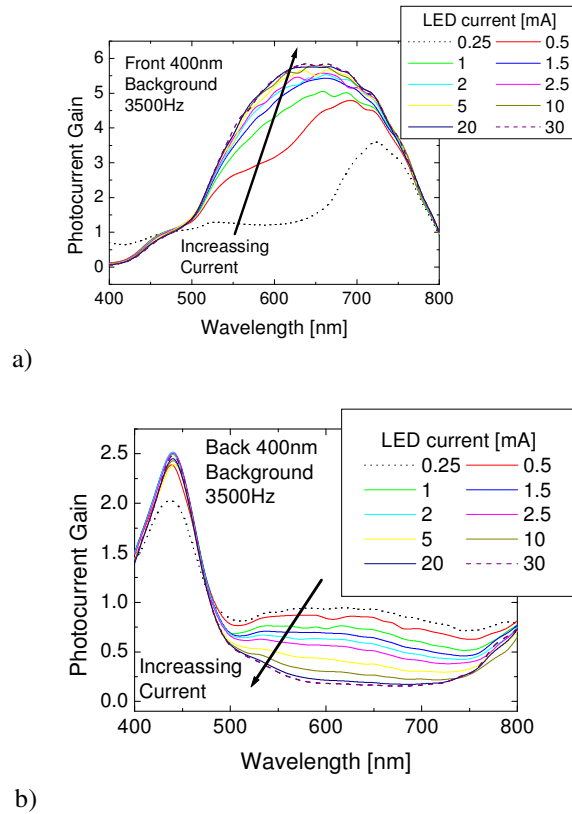 LED current [mA]
0.25 0.5
1 1.5
2 2.5
5 10
20 30
Front 400nm
Background
3500Hz
Increassing
Current
Photocurrent Gain
6
5
4
3
2
1
0
400 500 600 700 800
Wavelength [nm]
a)
LED current [mA]
0.25 0.5
1 1.5
2 2.5
5 10
20 30
Back 400nm
Background
3500Hz
Increassing
Current
Photocurrent Gain
2.5
2.0
1.5
1.0
0.5
0.0
400 500 600 700 800
Wavelength [nm]
b)